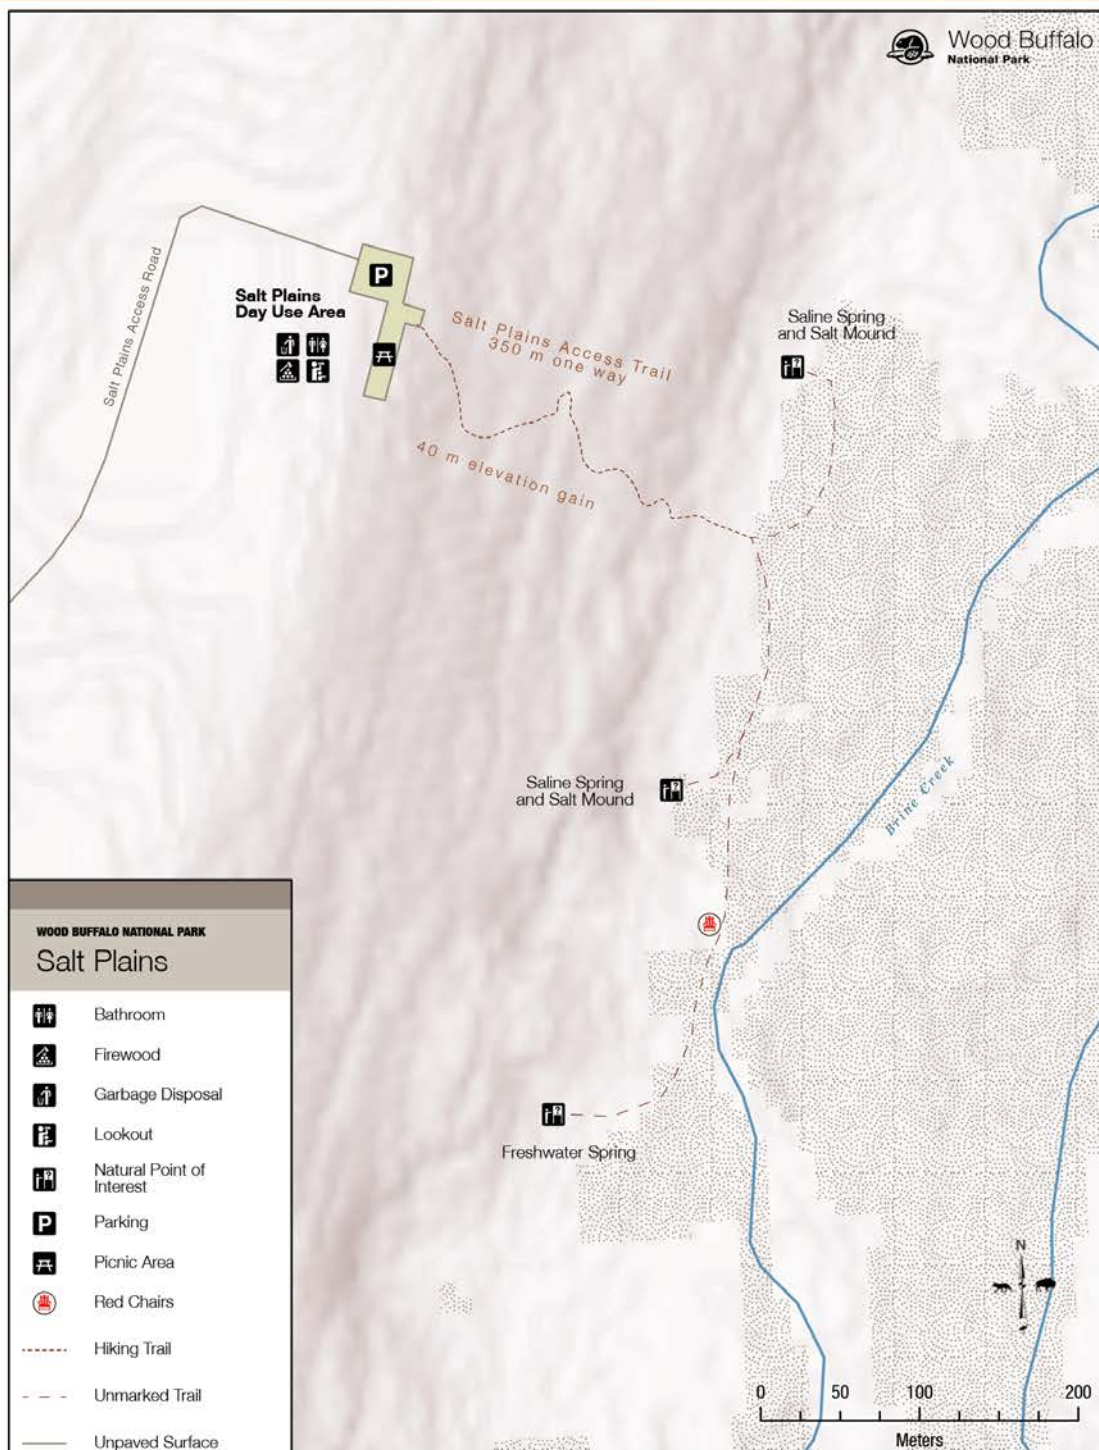 Wood Buffalo
National Park
Salt Plains Access Road
P
Salt Plains
Day Use Area
Salt Plains Access Trail
350 m one way
40 m elevation gain
Saline Spring
and Salt Mound
Saline Spring
and Salt Mound
Brine Creek
Freshwater Spring
WOOD BUFFALO NATIONAL PARK
Salt Plains
Bathroom
Firewood
Garbage Disposal
Lookout
Natural Point of
Interest
P
Parking
Picnic Area
Red Chairs
Hiking Trail
Unmarked Trail
Unpaved Surface
N
0 50 100 200
Meters